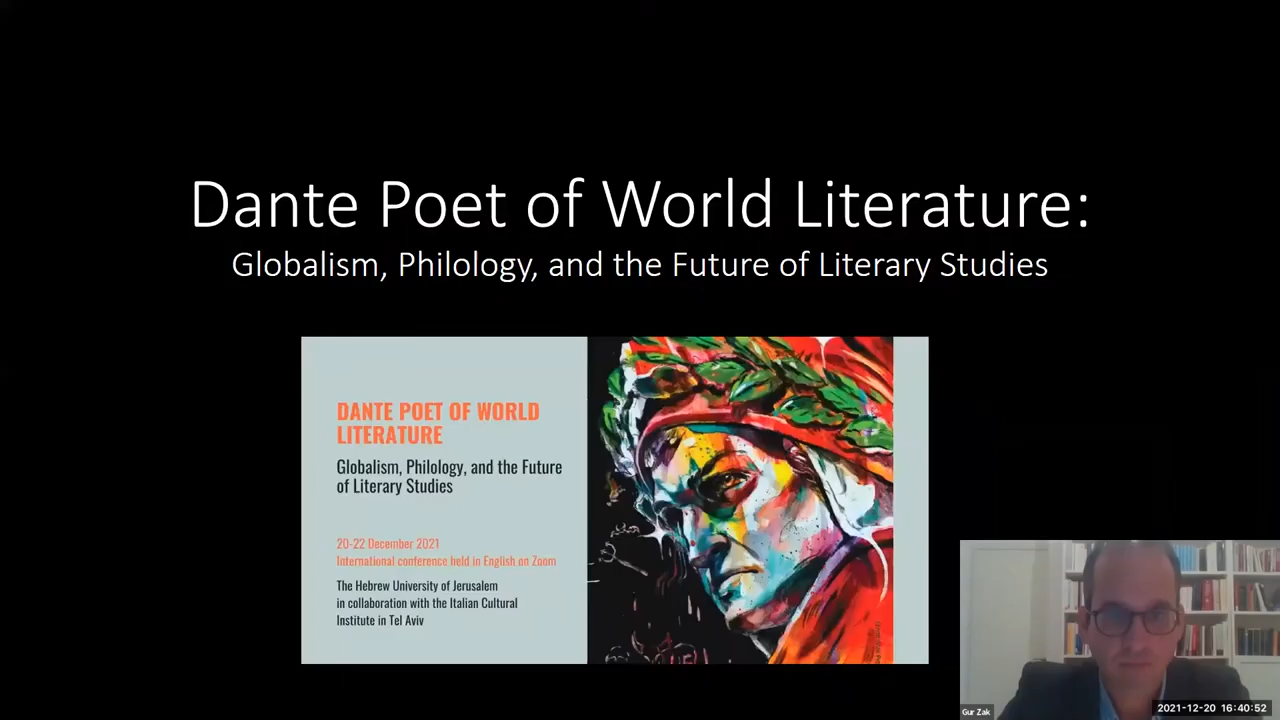 Dante Poet of World Literature:
Globalism, Philology, and the Future of Literary Studies
DANTE POET OF WORLD
LITERATURE
Globalism, Philology, and the Future
of Literary Studies
20-22 December 2021
International conference held in English on Zoom
The Hebrew University of Jerusalem
in collaboration with the Italian Cultural
Institute in Tel Aviv
Gur Zak
2021-12-20 16:40:52